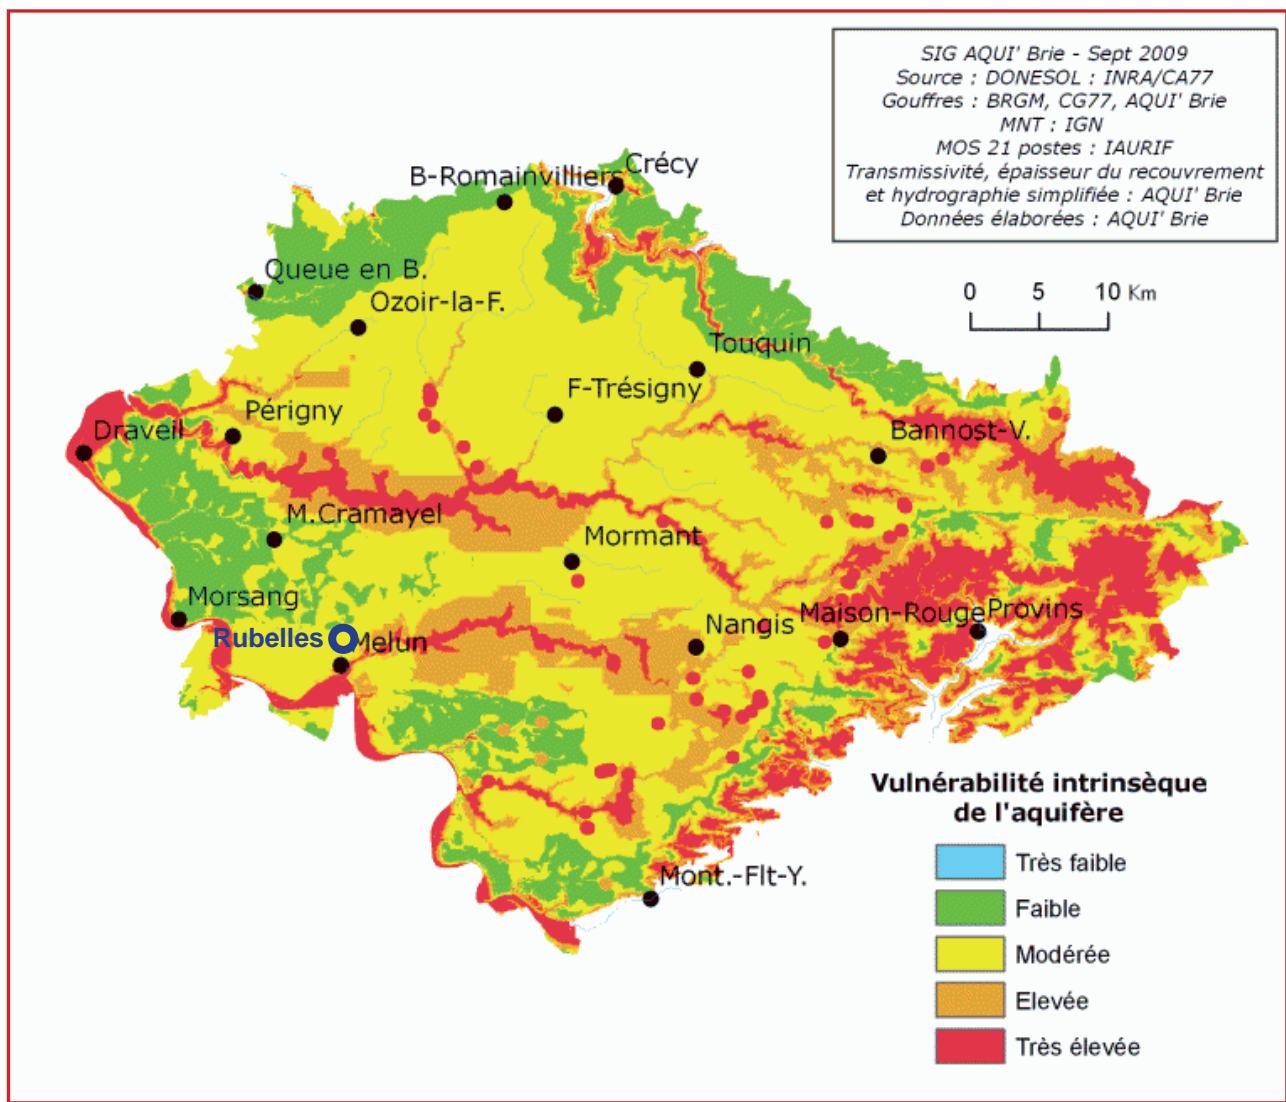 SIG AQUI' Brie - Sept 2009
Source : DONESOL : INRA/CA77
Gouffres : BRGM, CG77, AQUI' Brie
MNT : IGN
MOS 21 postes : IAURIF
Transmissivité, épaisseur du recouvrement
et hydrographie simplifiée : AQUI' Brie
Données élaborées : AQUI' Brie
0 5 10 Km
Crécy
B-Romainvilliers
Queue en B.
Ozoir-la-F.
Touquin
F-Trésigny
Périgny
Draveil
Bannost-V.
M.Cramayel
Mormant
Morsang
Rubelles
Melun
Nangis
Maison-Rouge
Provins
Mont.-Flt-Y.
Vulnérabilité intrinsèque
de l'aquifère
Très faible
Faible
Modérée
Elevée
Très élevée